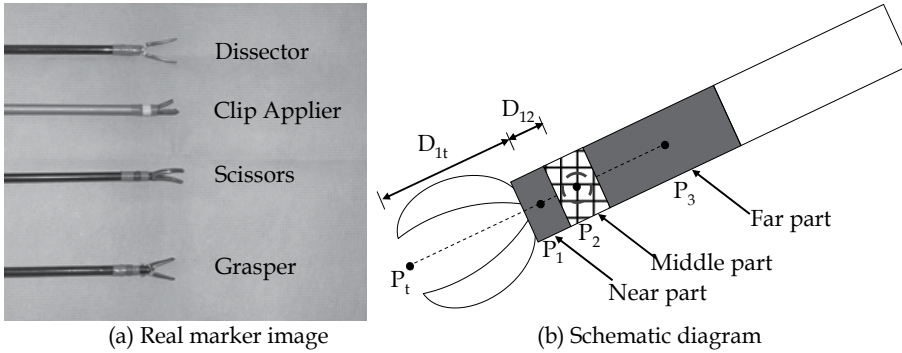 Dissector
Clip Applier
Scissors
Grasper
(a) Real marker image
D12
D1t
P3
P2
P1
Pt
Far part
Middle part
Near part
(b) Schematic diagram